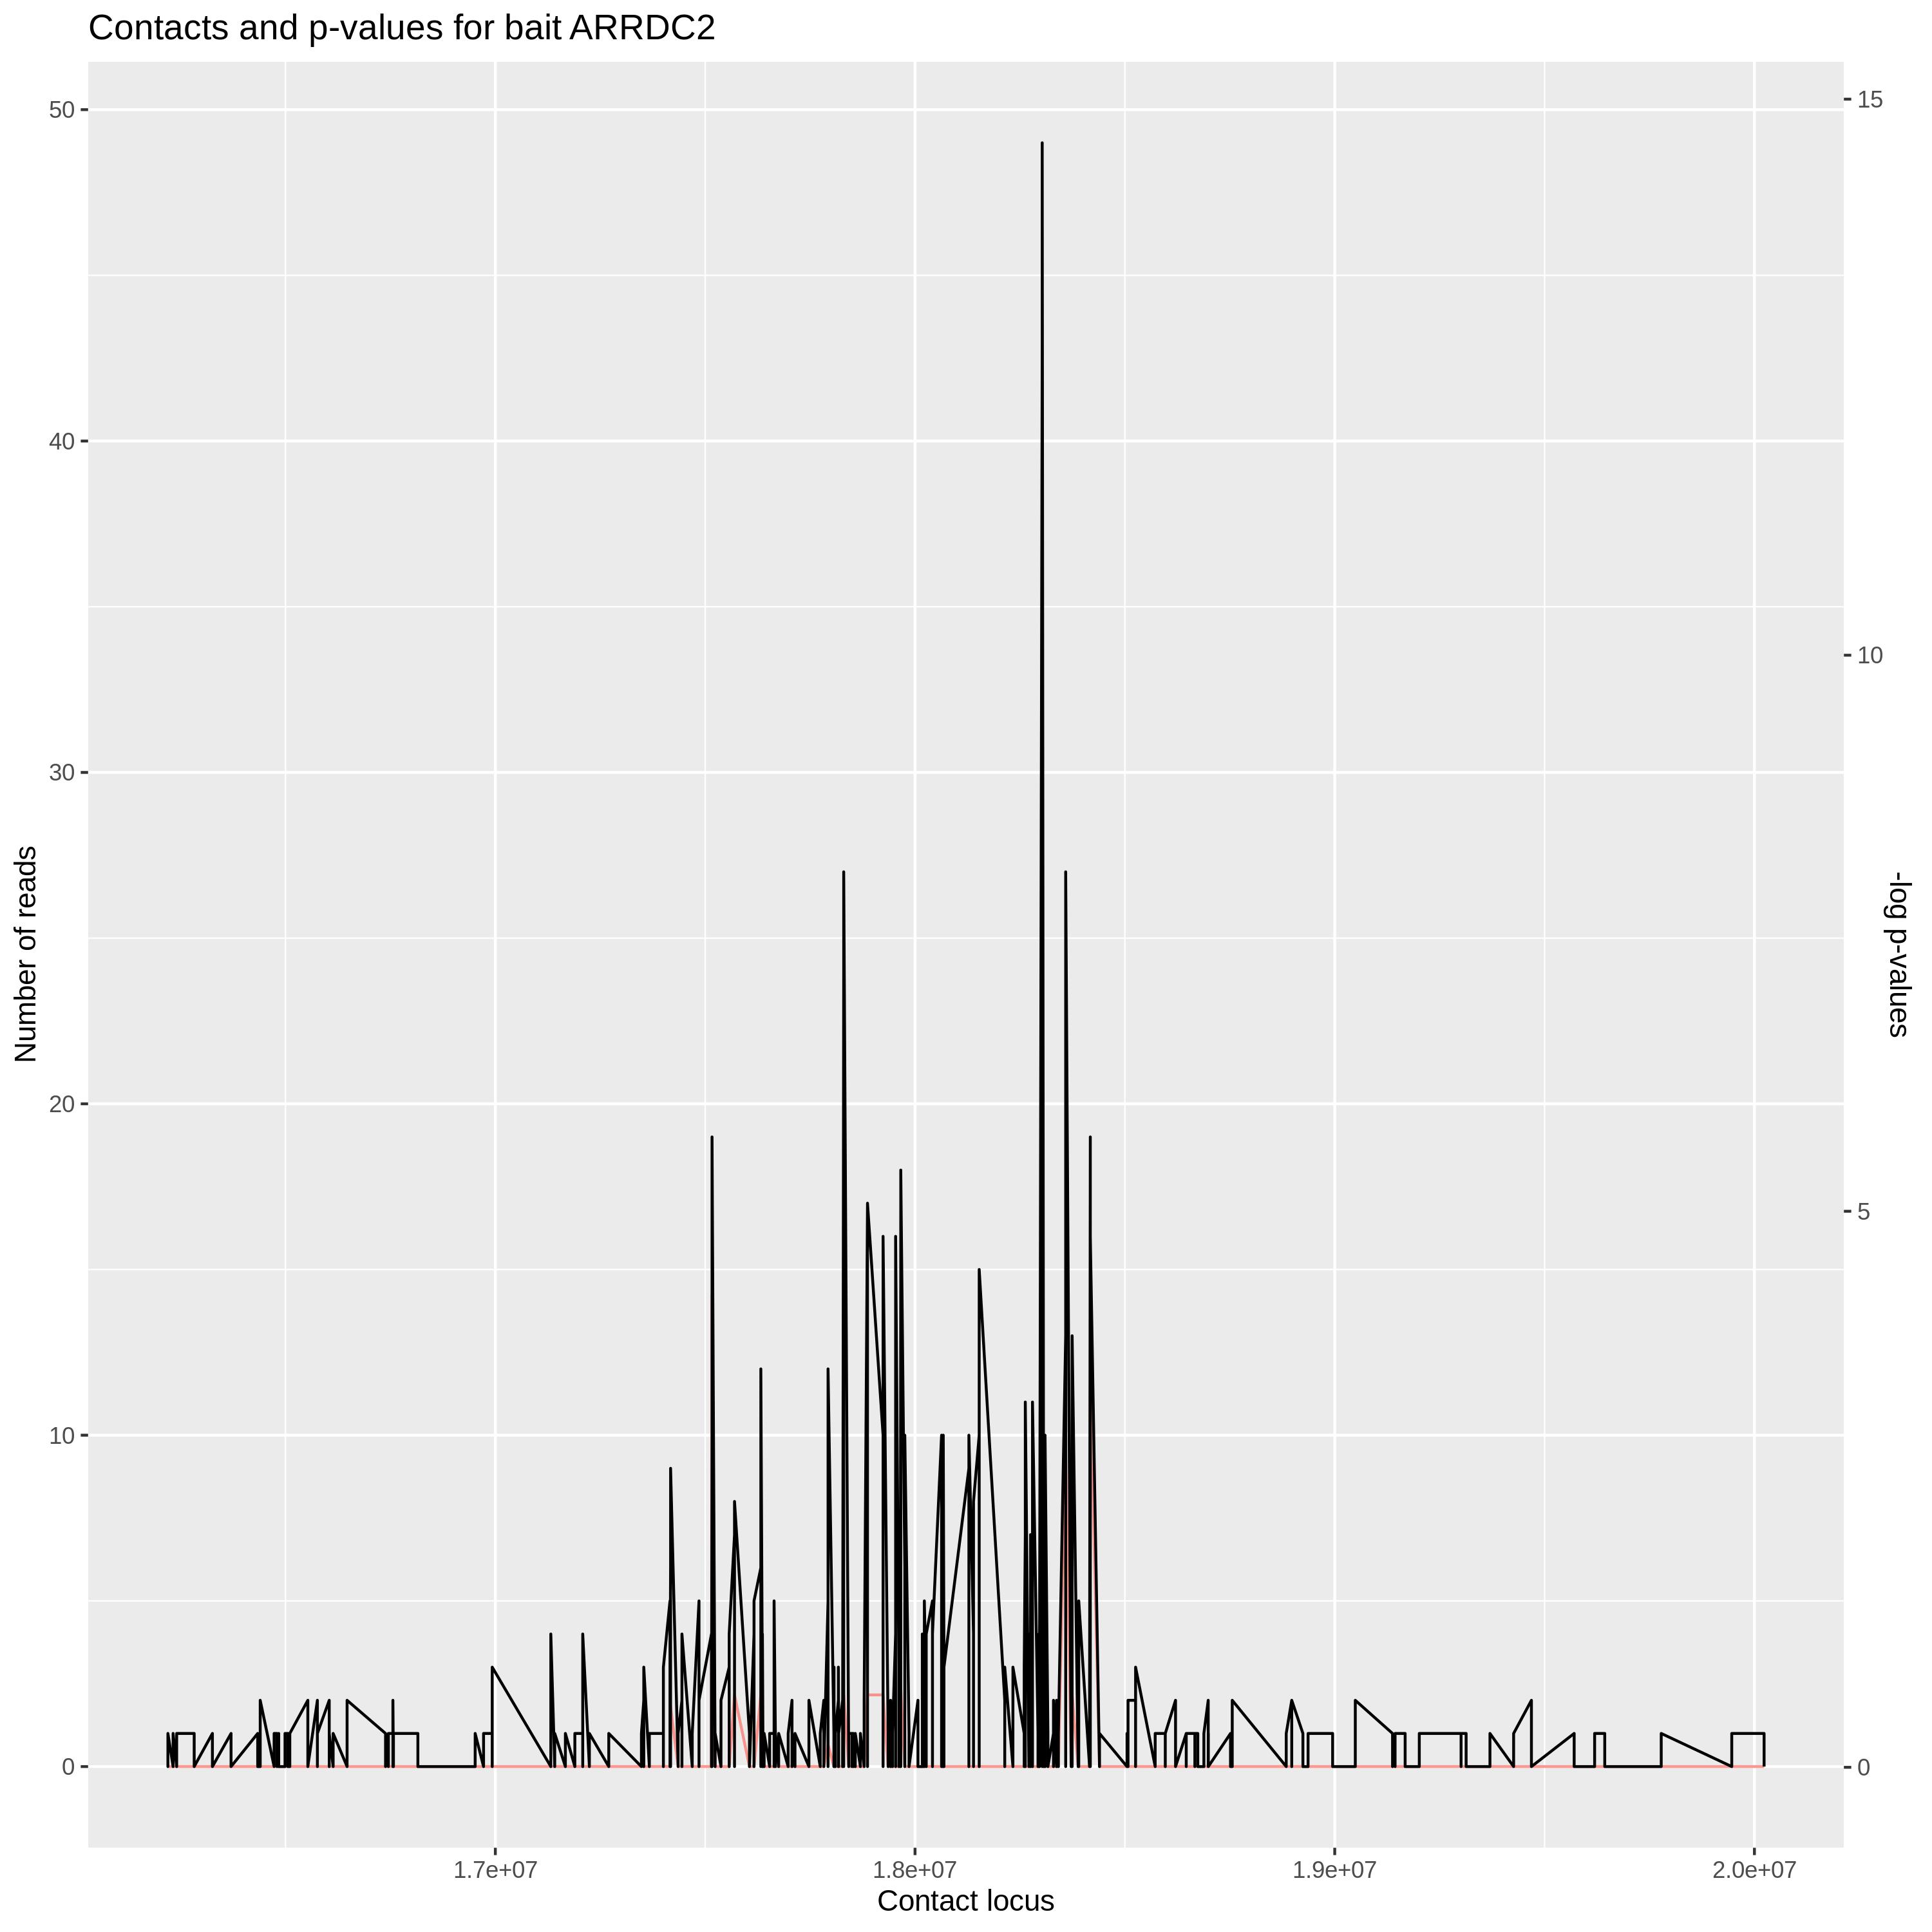 Contacts and p-values for bait ARRDC2
50
40
30
20
10
0
Number of reads
15
10
5
0
-log p-values
1.7e+07
1.8e+07
1.9e+07
2.0e+07
Contact locus